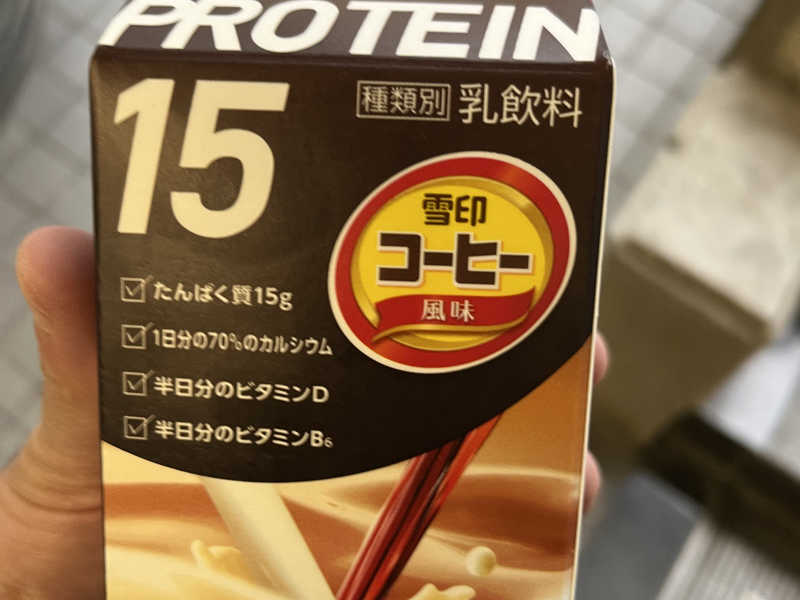 PROTEIN
15
種類別 乳飲料
雪印
コーヒー
風味
たんぱく質15g
1日分の70%のカルシウム
半日分のビタミンD
半日分のビタミンB6